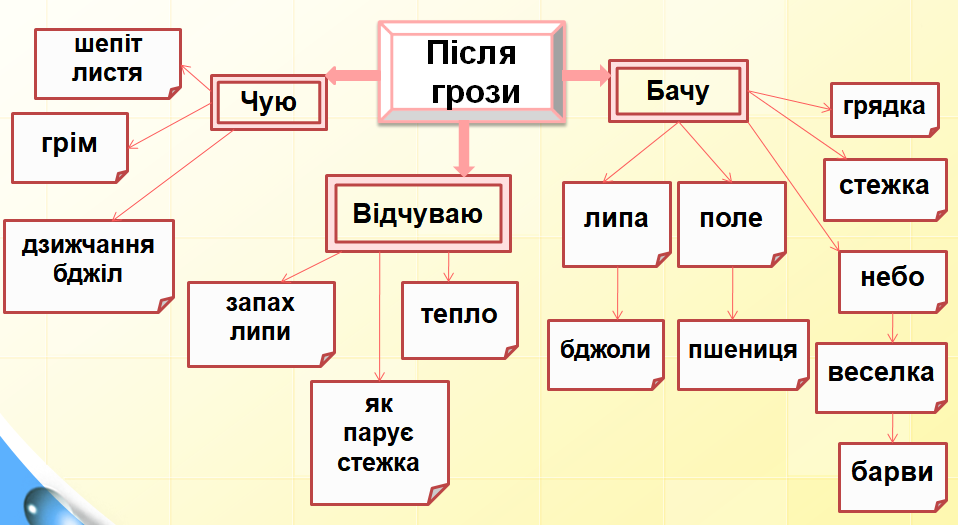 Після
грози
Чую
шепіт
листя
грім
дзижчання
бджіл
Відчуваю
запах
липи
як
парує
стежка
тепло
Бачу
липа
бджоли
поле
пшениця
грядка
стежка
небо
веселка
барви